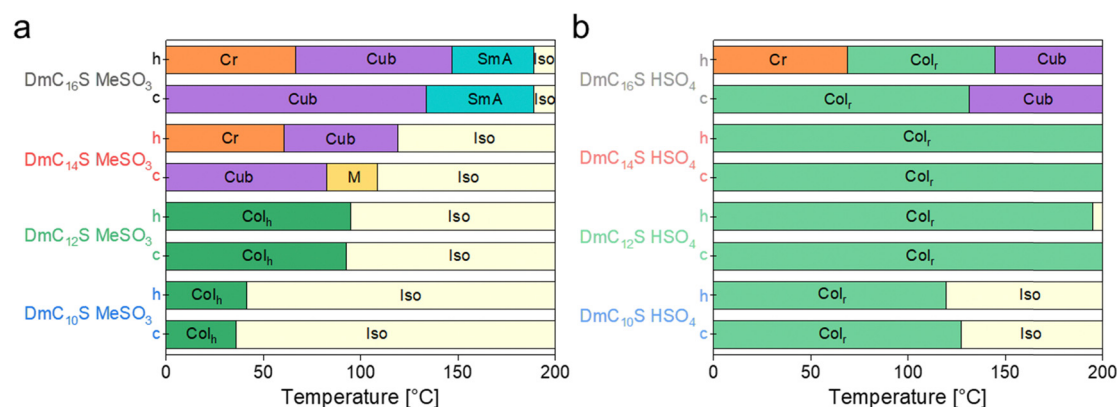 a
DmC₁₆S MeSO₃
h
Cr
Cub
SmA
Iso
c
Cub
SmA
Iso
DmC₁₄S MeSO₃
h
Cr
Cub
Iso
c
Cub
M
Iso
DmC₁₂S MeSO₃
h
Colₕ
Iso
c
Colₕ
Iso
DmC₁₀S MeSO₃
h
Colₕ
Iso
c
Colₕ
Iso
0 50 100 150 200
Temperature [°C]
b
DmC₁₆S HSO₄
h
Cr
Colᵣ
Cub
c
Colᵣ
Cub
DmC₁₄S HSO₄
h
Colᵣ
c
Colᵣ
DmC₁₂S HSO₄
h
Colᵣ
c
Colᵣ
DmC₁₀S HSO₄
h
Colᵣ
Iso
c
Colᵣ
Iso
0 50 100 150 200
Temperature [°C]